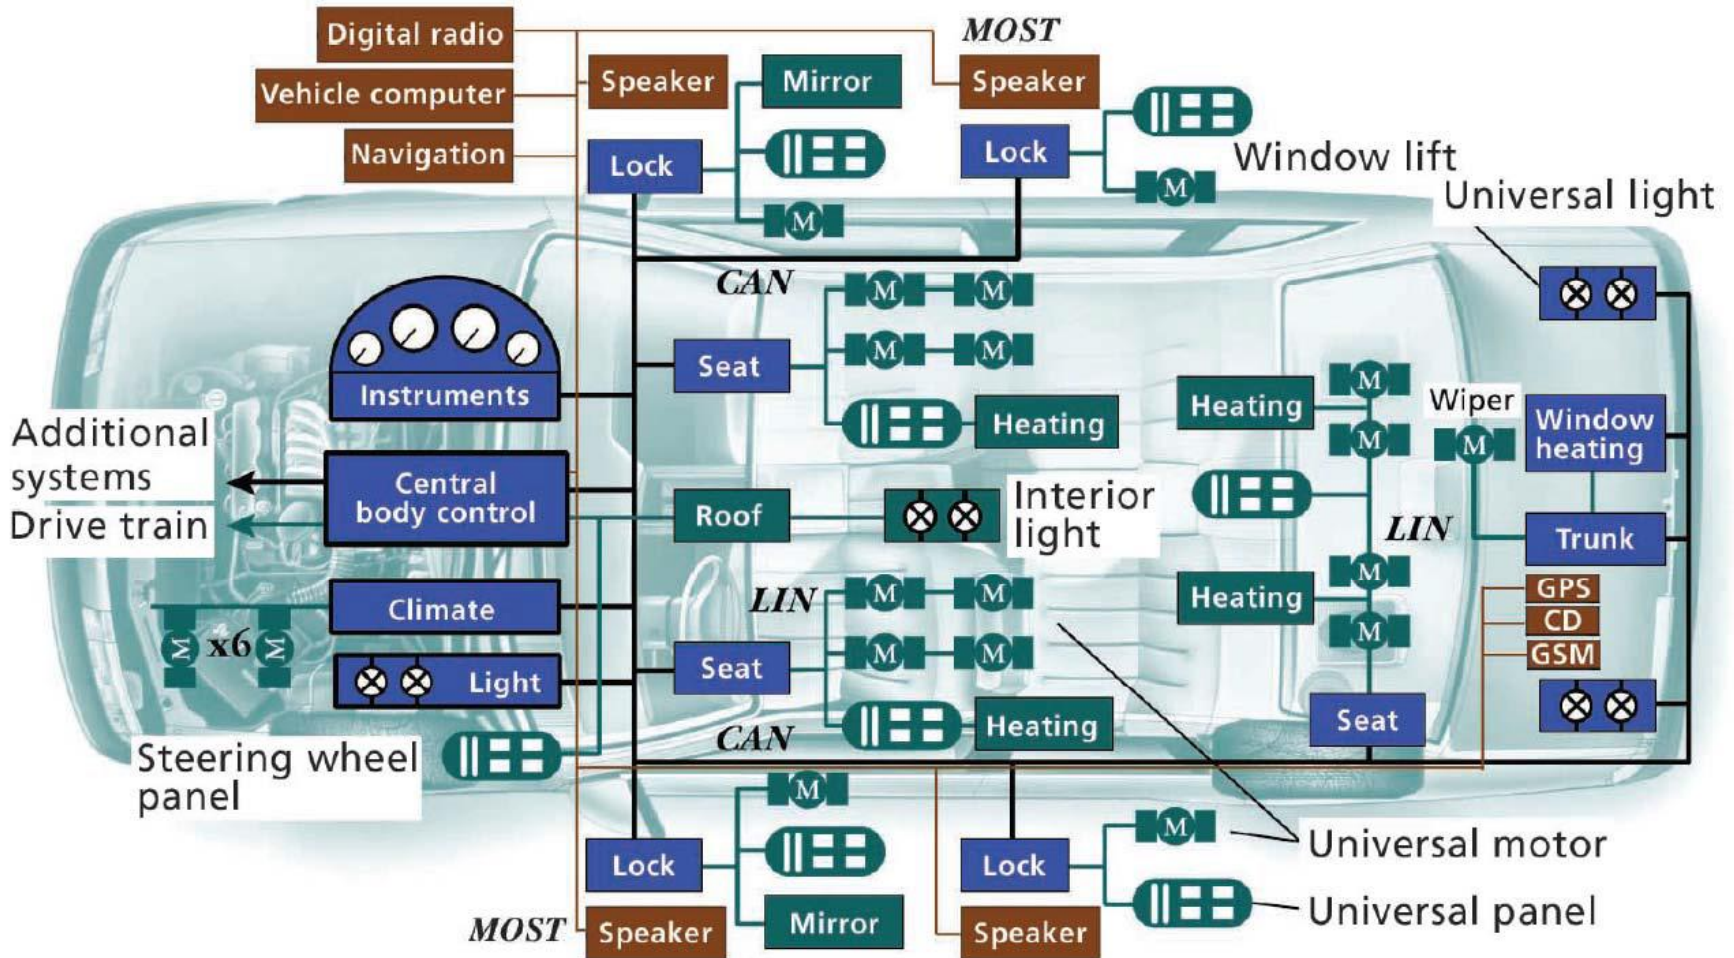 Digital radio
MOST
Speaker
Mirror
Speaker
Vehicle computer
Navigation
Lock
Lock
M
Window lift
M
Universal light
CAN
M
M
Instruments
Seat
M
M
Heating
Heating
M
M
Wiper
M
Window
heating
Additional
systems
Drive train
Central
body control
Roof
Interior
light
LIN
Trunk
Climate
LIN
M
M
Heating
M
M
GPS
CD
GSM
M
x6
M
Light
Seat
M
M
Heating
Seat
CAN
Steering wheel
panel
M
M
Universal motor
Lock
Lock
Universal panel
MOST
Speaker
Mirror
Speaker